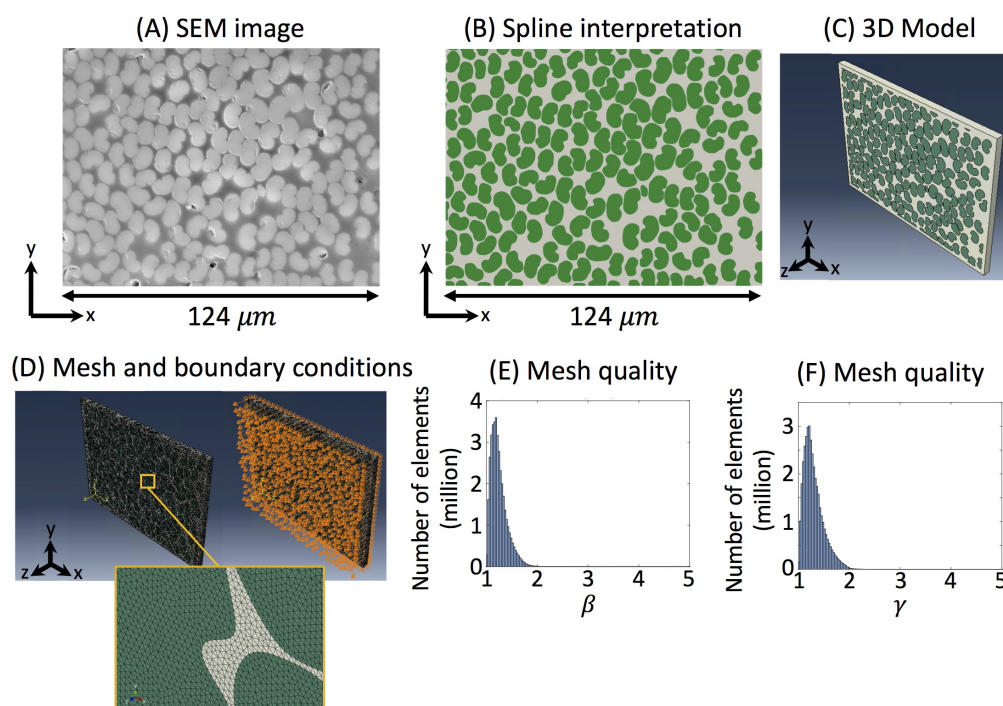 (A) SEM image
(B) Spline interpretation
(C) 3D Model
y
x
124 μm
y
x
124 μm
y
z
x
(D) Mesh and boundary conditions
y
z
x
(E) Mesh quality
Number of elements
(million)
4
3
2
1
0
1 2 3 4 5
β
(F) Mesh quality
Number of elements
(million)
3
2
1
0
1 2 3 4 5
γ